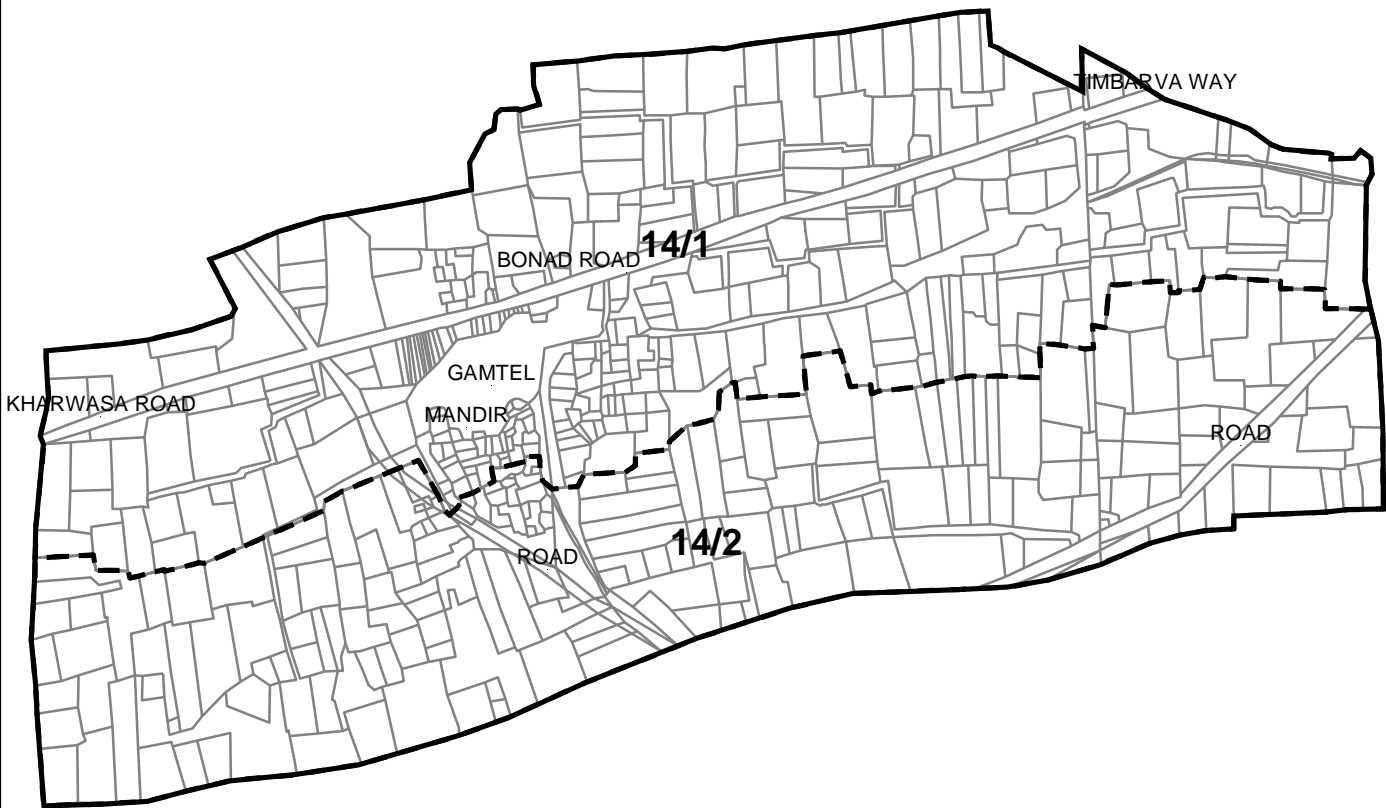 TIMBARVA WAY
14/1
BONAD ROAD
GAMTEL
KHARWASA ROAD
MANDIR
ROAD
14/2
ROAD